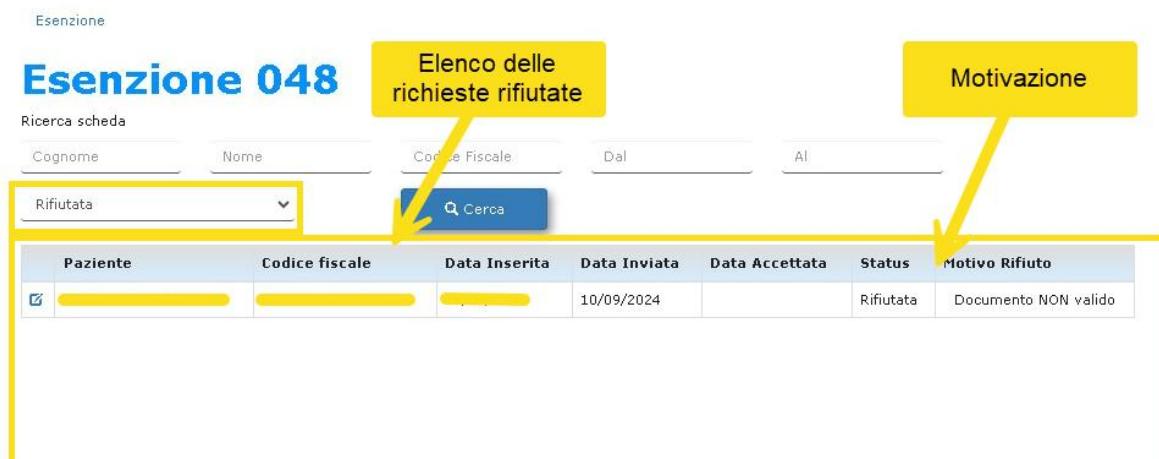 Esenzione
Esenzione 048
Elenco delle
richieste rifiutate
Motivazione
Ricerca scheda
Cognome Nome Codice Fiscale Dal Al
Rifiutata Cerca
Paziente Codice fiscale Data Inserita Data Inviata Data Accettata Status Motivo Rifiuto
10/09/2024 Rifiutata Documento NON valido